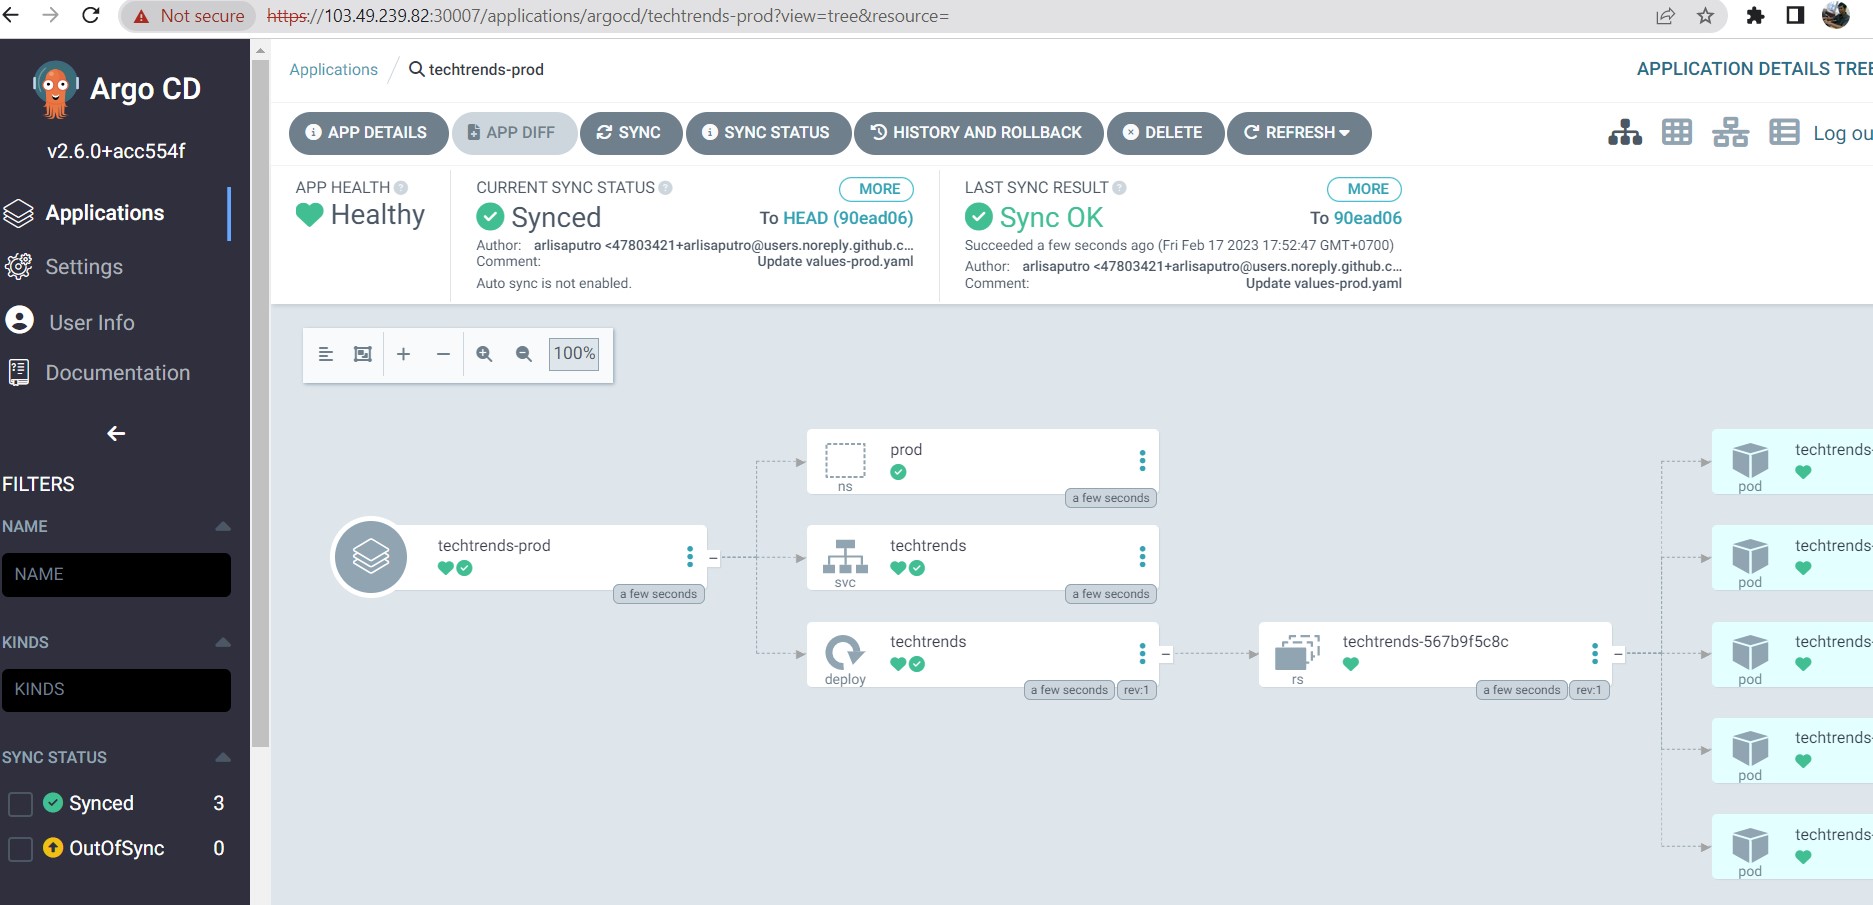 Not secure
https://103.49.239.82:30007/applications/argocd/techtrends-prod?view=tree&resource=
Argo CD
v2.6.0+acc554f
Applications
Settings
User Info
Documentation
FILTERS
NAME
NAME
KINDS
KINDS
SYNC STATUS
Synced 3
OutOfSync 0
Applications / techtrends-prod
APPLICATION DETAILS TREE
APP DETAILS
APP DIFF
SYNC
SYNC STATUS
HISTORY AND ROLLBACK
DELETE
REFRESH
Log ou
APP HEALTH
Healthy
CURRENT SYNC STATUS
MORE
Synced
To HEAD (90ead06)
Author: arlisaputro <47803421+arlisaputro@users.noreply.github.c...
Comment: Update values-prod.yaml
Auto sync is not enabled.
LAST SYNC RESULT
MORE
Sync OK
To 90ead06
Succeeded a few seconds ago (Fri Feb 17 2023 17:52:47 GMT+0700)
Author: arlisaputro <47803421+arlisaputro@users.noreply.github.c...
Comment: Update values-prod.yaml
100%
techtrends-prod
a few seconds
prod
ns
a few seconds
techtrends
svc
a few seconds
techtrends
deploy
a few seconds
rev:1
techtrends-567b9f5c8c
rs
a few seconds
rev:1
techtrends-
pod
techtrends-
pod
techtrends-
pod
techtrends-
pod
techtrends-
pod